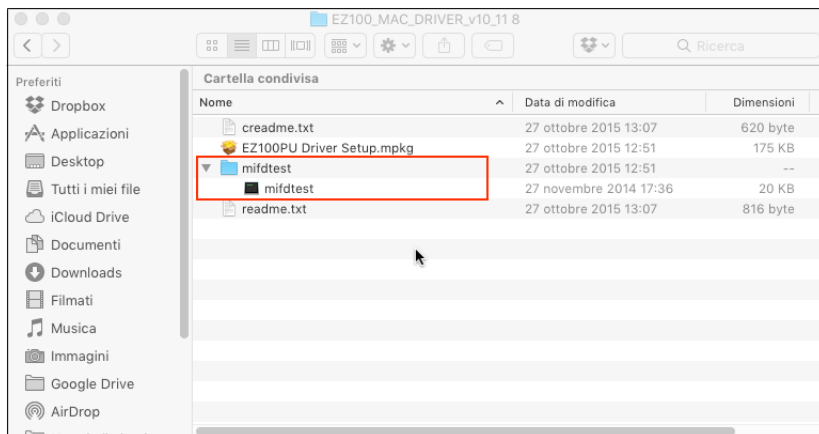 EZ100_MAC_DRIVER_v10_11 8
Ricerca
Preferiti
Dropbox
Applicazioni
Desktop
Tutti i miei file
iCloud Drive
Documenti
Downloads
Filmati
Musica
Immagini
Google Drive
AirDrop
Cartella condivisa
Nome Data di modifica Dimensioni
creadme.txt 27 ottobre 2015 13:07 620 byte
EZ100PU Driver Setup.mpkg 27 ottobre 2015 12:51 175 KB
mifdtest 27 ottobre 2015 12:51 --
mifdtest 27 novembre 2014 17:36 20 KB
readme.txt 27 ottobre 2015 13:07 816 byte